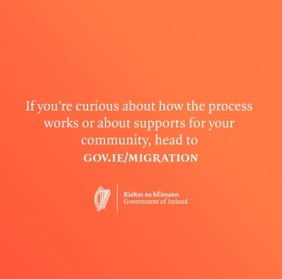 If you're curious about how the process
works or about supports for your
community, head to
GOV.IE/MIGRATION
Rialtas na hÉireann
Government of Ireland